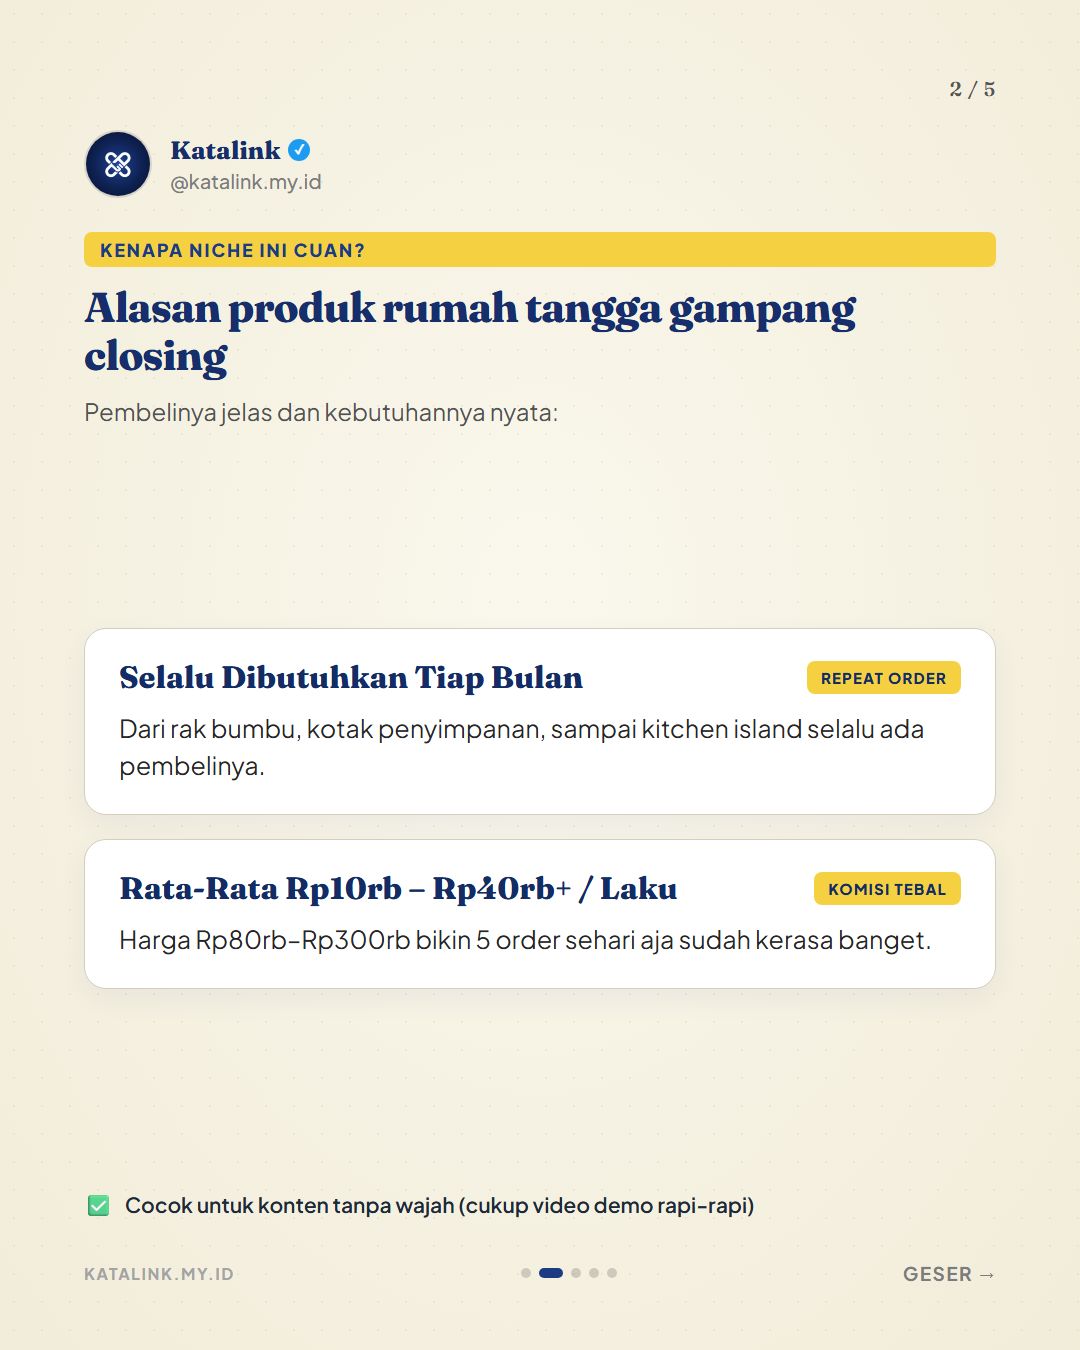 2 / 5
Katalink
@katalink.my.id
KENAPA NICHE INI CUAN?
Alasan produk rumah tangga gampang
closing
Pembelinya jelas dan kebutuhannya nyata:
Selalu Dibutuhkan Tiap Bulan
REPEAT ORDER
Dari rak bumbu, kotak penyimpanan, sampai kitchen island selalu ada
pembelinya.
Rata-Rata Rp10rb – Rp40rb+ / Laku
KOMISI TEBAL
Harga Rp80rb–Rp300rb bikin 5 order sehari aja sudah kerasa banget.
✅ Cocok untuk konten tanpa wajah (cukup video demo rapi-rapi)
KATALINK.MY.ID
GESER →